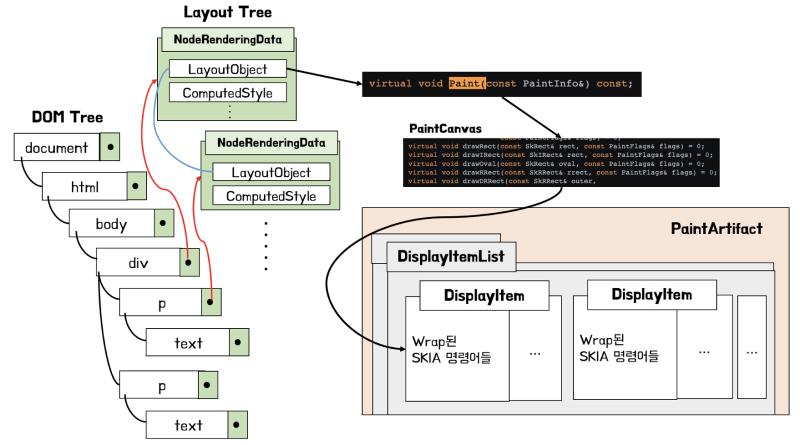 Layout Tree
NodeRenderingData
LayoutObject
ComputedStyle
DOM Tree
document
html
body
div
p
text
p
text
NodeRenderingData
LayoutObject
ComputedStyle
virtual void Paint(const PaintInfo&) const;
PaintCanvas
virtual void drawRect(const SkRect& rect, const PaintFlags& flags) = 0;
virtual void drawIRect(const SkIRect& rect, const PaintFlags& flags) = 0;
virtual void drawOval(const SkRect& oval, const PaintFlags& flags) = 0;
virtual void drawRRect(const SkRRect& rrect, const PaintFlags& flags) = 0;
virtual void drawDRRect(const SkRRect& outer,
PaintArtifact
DisplayItemList
DisplayItem
Wrap된
SKIA 명령어들
...
DisplayItem
Wrap된
SKIA 명령어들
...
...